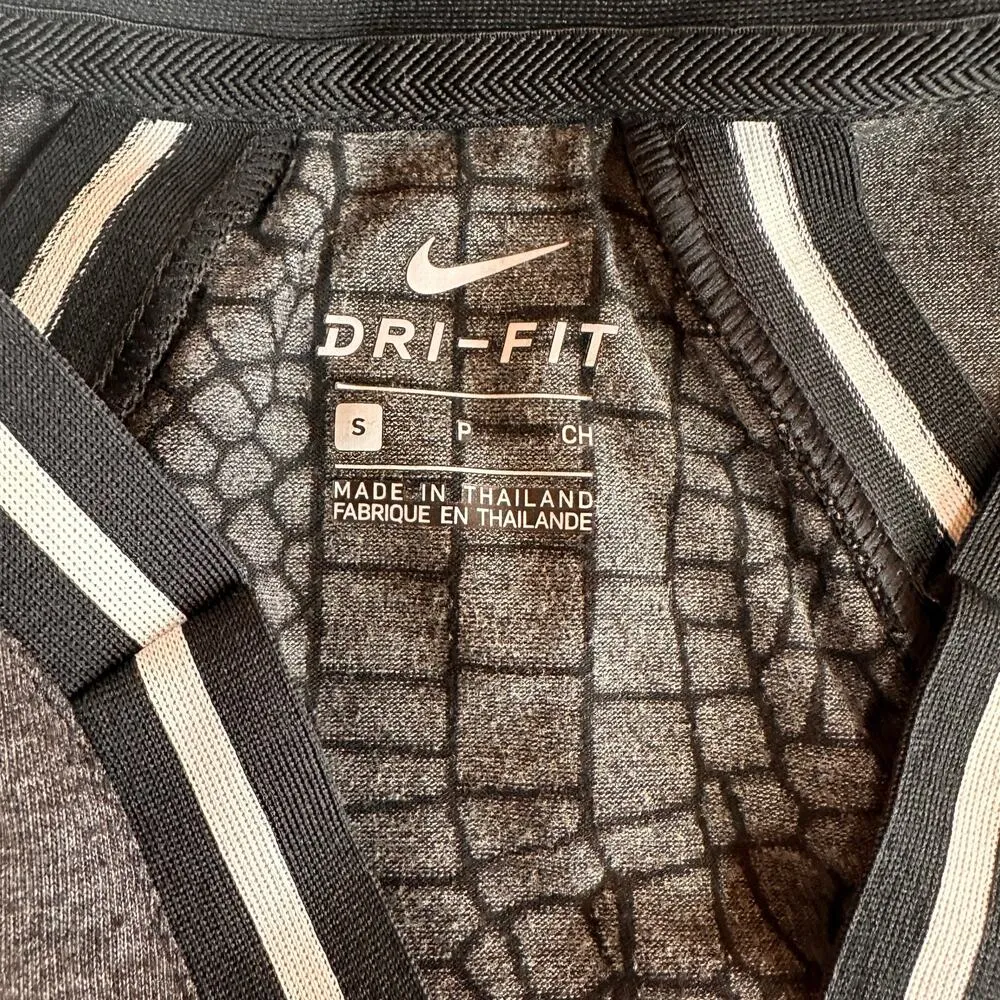 DRI-FIT
S P CH
MADE IN THAILAND
FABRIQUE EN THAILANDE